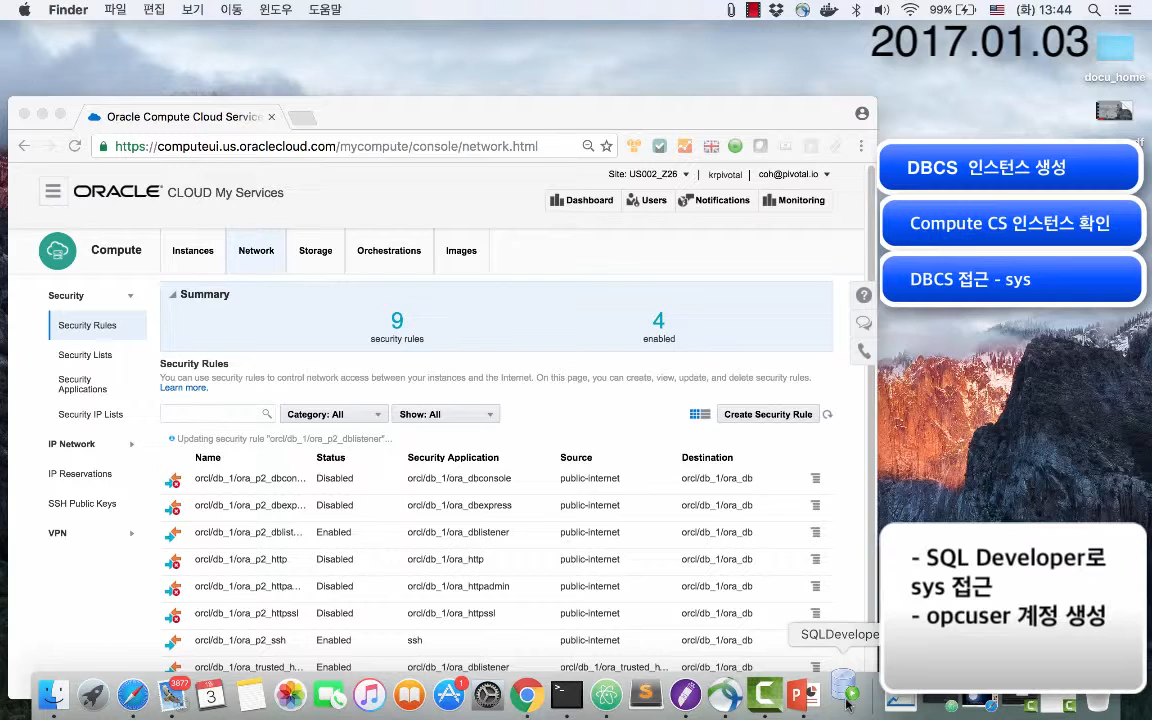 Finder 파일 편집 보기 이동 윈도우 도움말 99% (화) 13:44
2017.01.03
docu_home
Oracle Compute Cloud Service
https://computeui.us.oraclecloud.com/mycompute/console/network.html
Site: US002_Z26 krpivotal coh@pivotal.io
ORACLE CLOUD My Services
Dashboard Users Notifications Monitoring
Compute Instances Network Storage Orchestrations Images
Security
Security Rules
Security Lists
Security
Applications
Security IP Lists
IP Network
IP Reservations
SSH Public Keys
VPN
Summary
9 4
security rules enabled
Security Rules
You can use security rules to control network access between your instances and the Internet. On this page, you can create, view, update, and delete security rules.
Learn more.
Category: All Show: All Create Security Rule
Updating security rule "orcl/db_1/ora_p2_dblistener"...
Name Status Security Application Source Destination
orcl/db_1/ora_p2_dbcon... Disabled orcl/db_1/ora_dbconsole public-internet orcl/db_1/ora_db
orcl/db_1/ora_p2_dbexp... Disabled orcl/db_1/ora_dbexpress public-internet orcl/db_1/ora_db
orcl/db_1/ora_p2_dblist... Enabled orcl/db_1/ora_dblistener public-internet orcl/db_1/ora_db
orcl/db_1/ora_p2_http Disabled orcl/db_1/ora_http public-internet orcl/db_1/ora_db
orcl/db_1/ora_p2_httpa... Disabled orcl/db_1/ora_httpadmin public-internet orcl/db_1/ora_db
orcl/db_1/ora_p2_httpssl Disabled orcl/db_1/ora_httpssl public-internet orcl/db_1/ora_db
orcl/db_1/ora_p2_ssh Enabled ssh public-internet orcl/db_1/ora_db
orcl/db_1/ora_trusted_h... Enabled orcl/db_1/ora_dblistener orcl/db_1/ora_trusted_h... orcl/db_1/ora_db
DBCS 인스턴스 생성
Compute CS 인스턴스 확인
DBCS 접근 - sys
- SQL Developer로
sys 접근
- opcuser 계정 생성
SQLDevelope
3877
3
1